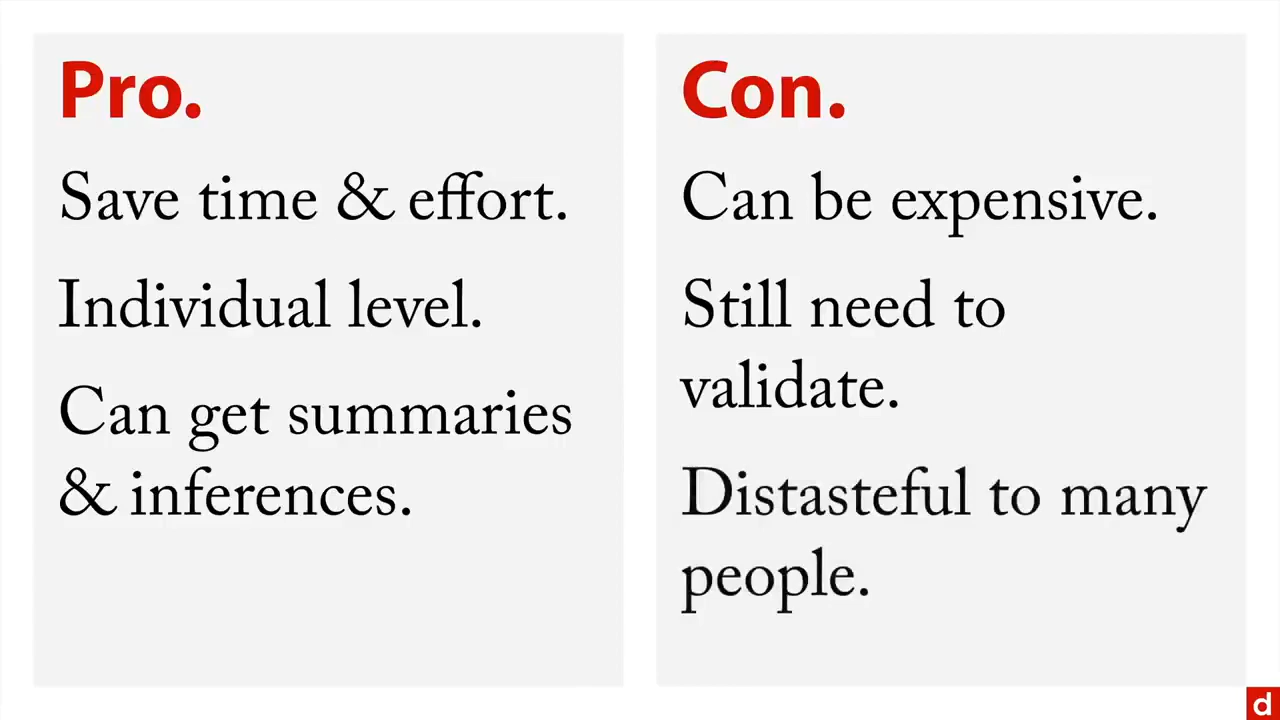 Pro.
Save time & effort.
Individual level.
Can get summaries
& inferences.
Con.
Can be expensive.
Still need to
validate.
Distasteful to many
people.
d